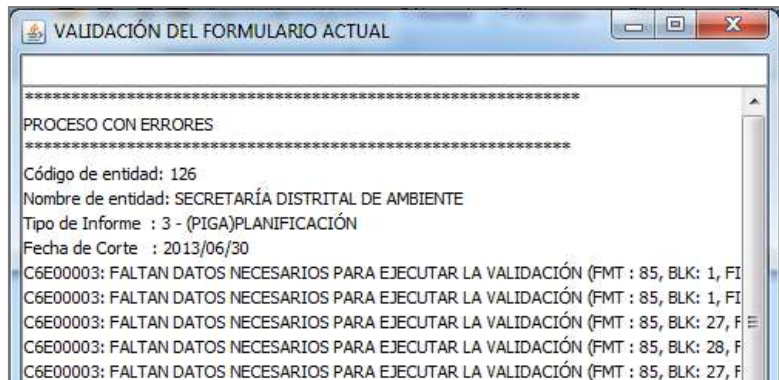 VALIDACIÓN DEL FORMULARIO ACTUAL
************************************************************
PROCESO CON ERRORES
***********************************************************
Código de entidad: 126
Nombre de entidad: SECRETARÍA DISTRITAL DE AMBIENTE
Tipo de Informe : 3 - (PIGA)PLANIFICACIÓN
Fecha de Corte : 2013/06/30
C6E00003: FALTAN DATOS NECESARIOS PARA EJECUTAR LA VALIDACIÓN (FMT : 85, BLK: 1, FI
C6E00003: FALTAN DATOS NECESARIOS PARA EJECUTAR LA VALIDACIÓN (FMT : 85, BLK: 1, FI
C6E00003: FALTAN DATOS NECESARIOS PARA EJECUTAR LA VALIDACIÓN (FMT : 85, BLK: 27, F
C6E00003: FALTAN DATOS NECESARIOS PARA EJECUTAR LA VALIDACIÓN (FMT : 85, BLK: 28, F
C6E00003: FALTAN DATOS NECESARIOS PARA EJECUTAR LA VALIDACIÓN (FMT : 85, BLK: 27, F